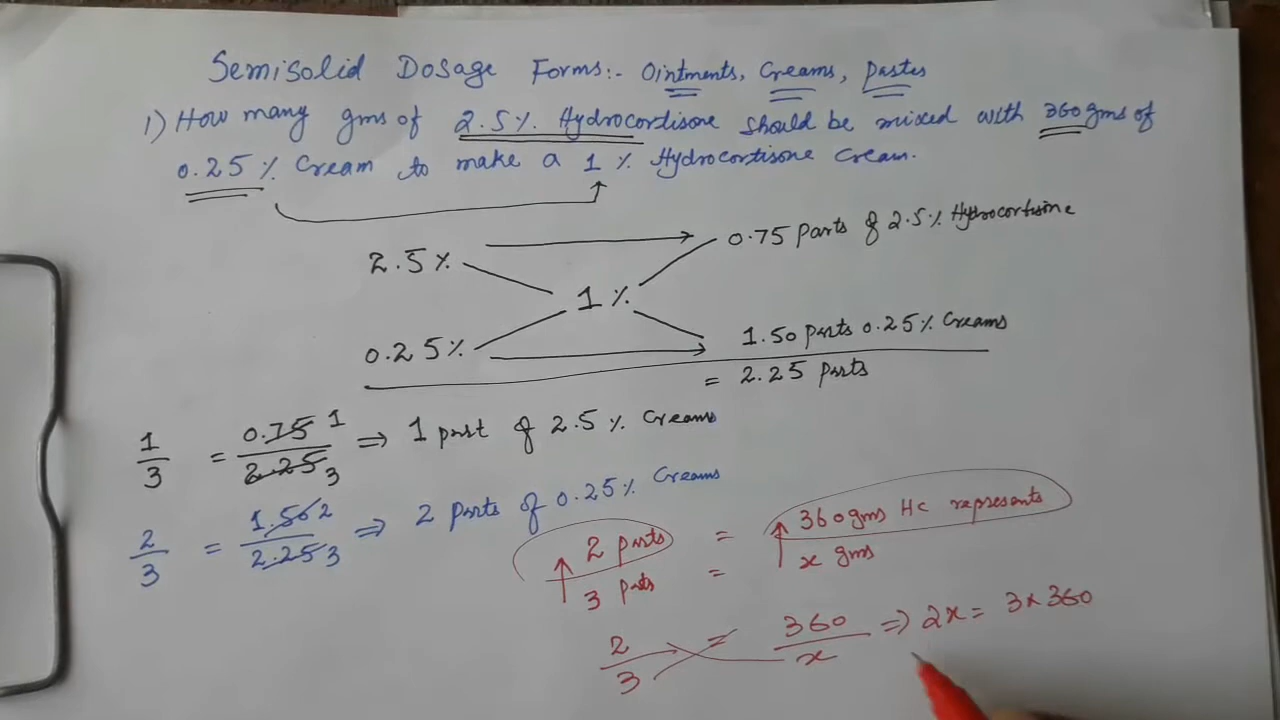 Semisolid Dosage Forms:- Ointments, Creams, Pastes
1) How many gms of 2.5% Hydrocortisone should be mixed with 360gms of
0.25% Cream to make a 1% Hydrocortisone Cream.
2.5%
0.75 Parts of 2.5% Hydrocortisone
1%
0.25%
1.50 Parts 0.25% Creams
= 2.25 Parts
1/3 = 0.75 1/2.25 3 ⇒ 1 part of 2.5% Creams
2/3 = 1.50 2/2.25 3 ⇒ 2 parts of 0.25% Creams
2 parts = 360gms HC represents
3 parts = x gms
2/3 = 360/x ⇒ 2x = 3×360